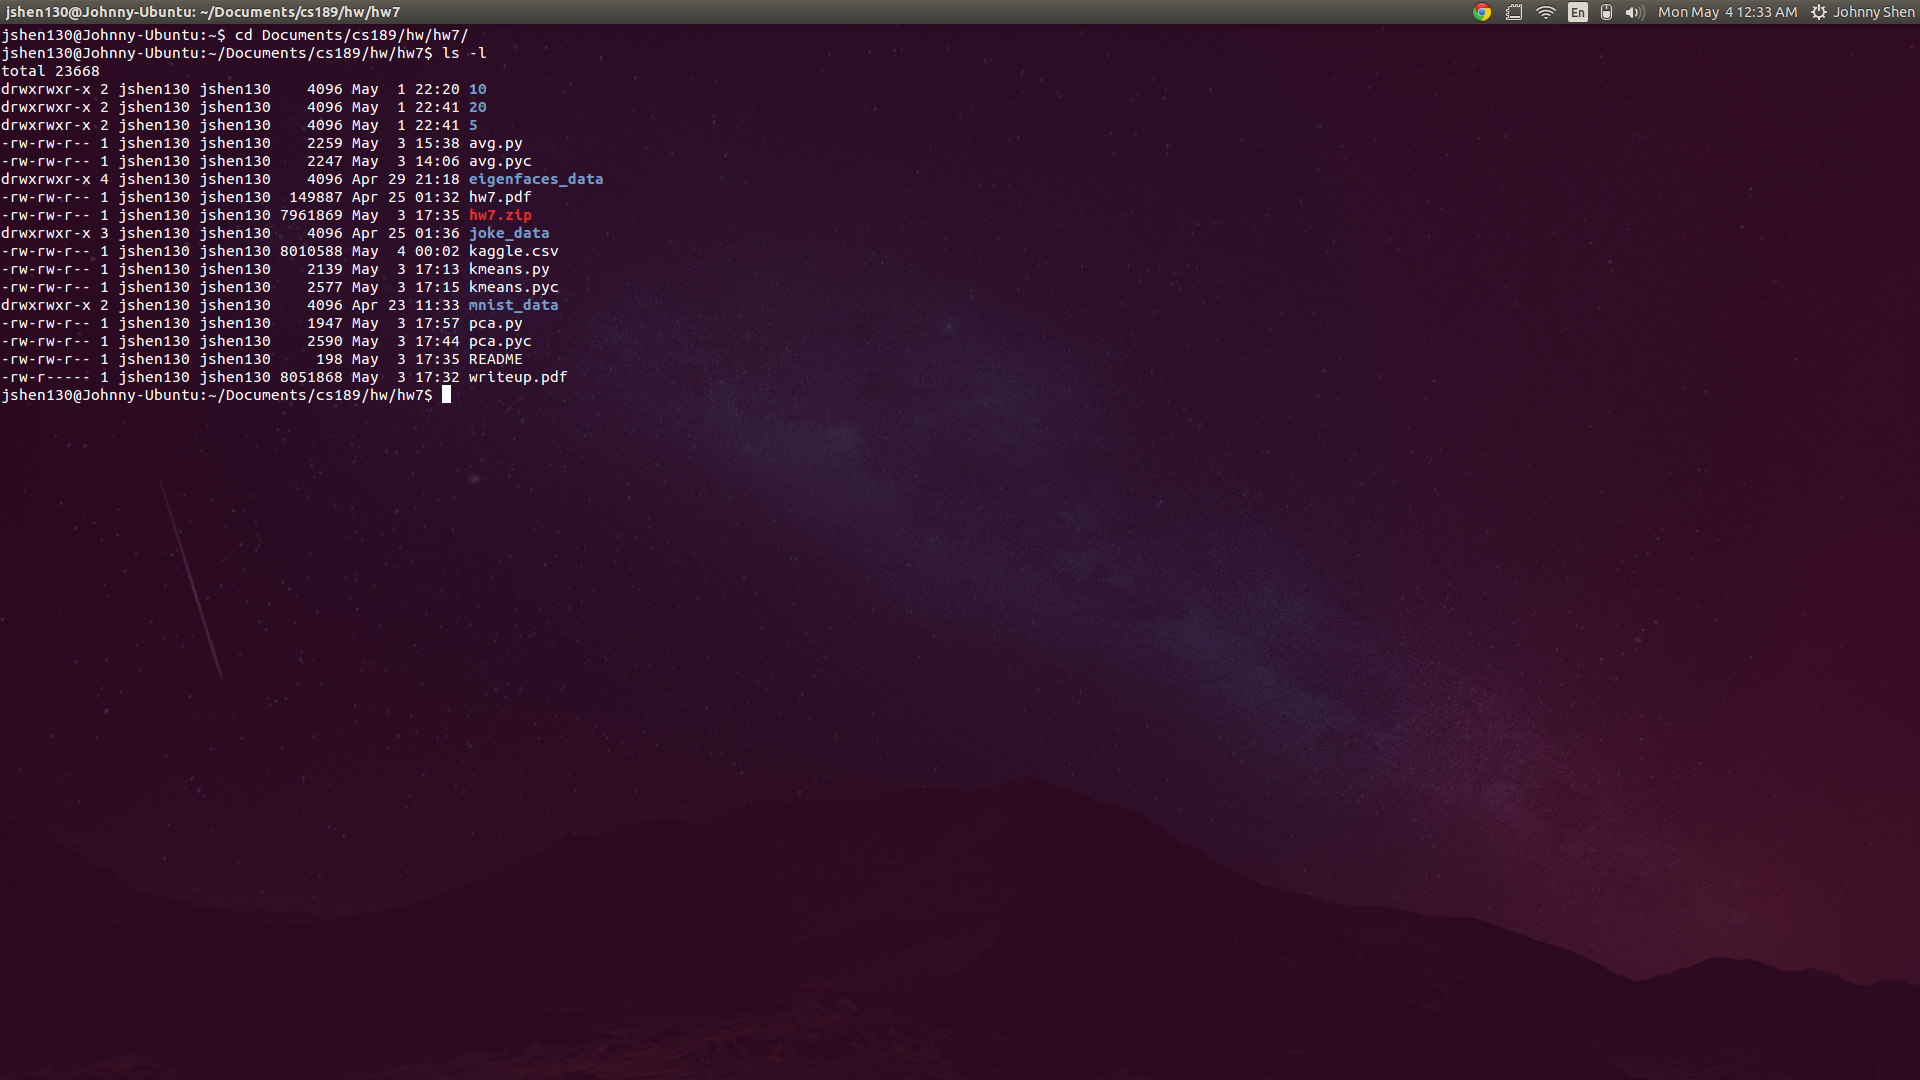 jshen130@Johnny-Ubuntu: ~/Documents/cs189/hw/hw7
En
Mon May 4 12:33 AM
Johnny Shen
jshen130@Johnny-Ubuntu:~$ cd Documents/cs189/hw/hw7/
jshen130@Johnny-Ubuntu:~/Documents/cs189/hw/hw7$ ls -l
total 23668
drwxrwxr-x 2 jshen130 jshen130    4096 May  1 22:20 10
drwxrwxr-x 2 jshen130 jshen130    4096 May  1 22:41 20
drwxrwxr-x 2 jshen130 jshen130    4096 May  1 22:41 5
-rw-rw-r-- 1 jshen130 jshen130    2259 May  3 15:38 avg.py
-rw-rw-r-- 1 jshen130 jshen130    2247 May  3 14:06 avg.pyc
drwxrwxr-x 4 jshen130 jshen130    4096 Apr 29 21:18 eigenfaces_data
-rw-rw-r-- 1 jshen130 jshen130  149887 Apr 25 01:32 hw7.pdf
-rw-rw-r-- 1 jshen130 jshen130 7961869 May  3 17:35 hw7.zip
drwxrwxr-x 3 jshen130 jshen130    4096 Apr 25 01:36 joke_data
-rw-rw-r-- 1 jshen130 jshen130 8010588 May  4 00:02 kaggle.csv
-rw-rw-r-- 1 jshen130 jshen130    2139 May  3 17:13 kmeans.py
-rw-rw-r-- 1 jshen130 jshen130    2577 May  3 17:15 kmeans.pyc
drwxrwxr-x 2 jshen130 jshen130    4096 Apr 23 11:33 mnist_data
-rw-rw-r-- 1 jshen130 jshen130    1947 May  3 17:57 pca.py
-rw-rw-r-- 1 jshen130 jshen130    2590 May  3 17:44 pca.pyc
-rw-rw-r-- 1 jshen130 jshen130     198 May  3 17:35 README
-rw-r----- 1 jshen130 jshen130 8051868 May  3 17:32 writeup.pdf
jshen130@Johnny-Ubuntu:~/Documents/cs189/hw/hw7$